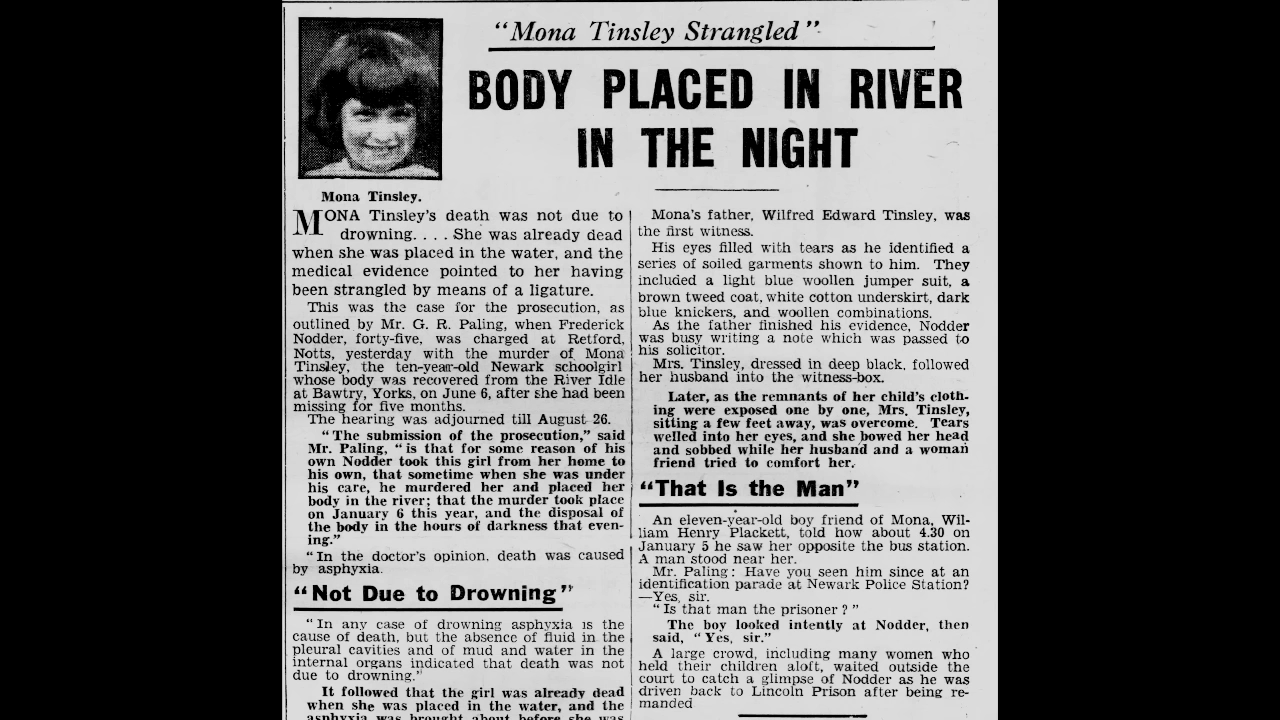 "Mona Tinsley Strangled"
BODY PLACED IN RIVER
IN THE NIGHT
Mona Tinsley.
MONA Tinsley's death was not due to
drowning. . . . She was already dead
when she was placed in the water, and the
medical evidence pointed to her having
been strangled by means of a ligature.
This was the case for the prosecution, as
outlined by Mr. G. R. Paling, when Frederick
Nodder, forty-five, was charged at Retford,
Notts, yesterday with the murder of Mona
Tinsley, the ten-year-old Newark schoolgirl
whose body was recovered from the River Idle
at Bawtry, Yorks, on June 6, after she had been
missing for five months.
The hearing was adjourned till August 26.
"The submission of the prosecution," said
Mr. Paling, "is that for some reason of his
own Nodder took this girl from her home to
his own, that sometime when she was under
his care, he murdered her and placed her
body in the river; that the murder took place
on January 6 this year, and the disposal of
the body in the hours of darkness that even-
ing."
"In the doctor's opinion, death was caused
by asphyxia.
"Not Due to Drowning"
"In any case of drowning asphyxia is the
cause of death, but the absence of fluid in the
pleural cavities and of mud and water in the
internal organs indicated that death was not
due to drowning."
It followed that the girl was already dead
when she was placed in the water, and the
asphyxia was brought about before she was
Mona's father, Wilfred Edward Tinsley, was
the first witness.
His eyes filled with tears as he identified a
series of soiled garments shown to him. They
included a light blue woollen jumper suit, a
brown tweed coat, white cotton underskirt, dark
blue knickers, and woollen combinations.
As the father finished his evidence, Nodder
was busy writing a note which was passed to
his solicitor.
Mrs. Tinsley, dressed in deep black, followed
her husband into the witness-box.
Later, as the remnants of her child's cloth-
ing were exposed one by one, Mrs. Tinsley,
sitting a few feet away, was overcome. Tears
welled into her eyes, and she bowed her head
and sobbed while her husband and a woman
friend tried to comfort her.
"That Is the Man"
An eleven-year-old boy friend of Mona, Wil-
liam Henry Plackett, told how about 4.30 on
January 5 he saw her opposite the bus station.
A man stood near her.
Mr. Paling: Have you seen him since at an
identification parade at Newark Police Station?
—Yes, sir.
"Is that man the prisoner?"
The boy looked intently at Nodder, then
said, "Yes, sir."
A large crowd, including many women who
held their children aloft, waited outside the
court to catch a glimpse of Nodder as he was
driven back to Lincoln Prison after being re-
manded